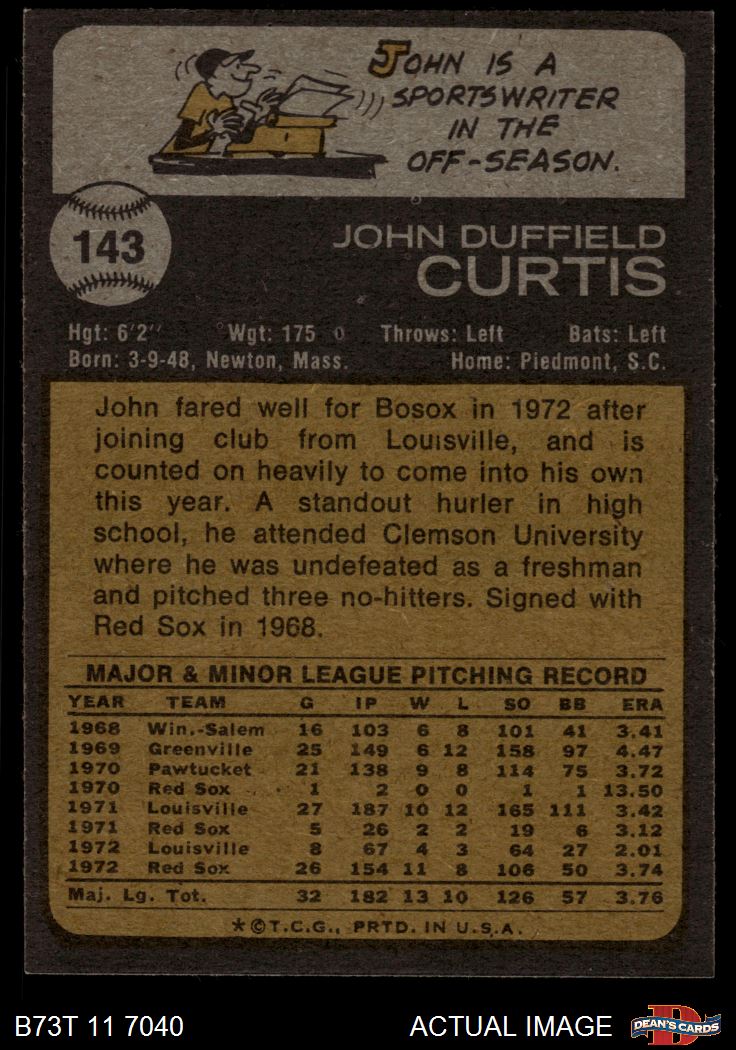 JOHN IS A
SPORTSWRITER
IN THE
OFF-SEASON.
143
JOHN DUFFIELD
CURTIS
Hgt: 6'2" Wgt: 175 Throws: Left Bats: Left
Born: 3-9-48, Newton, Mass. Home: Piedmont, S.C.
John fared well for Bosox in 1972 after
joining club from Louisville, and is
counted on heavily to come into his own
this year. A standout hurler in high
school, he attended Clemson University
where he was undefeated as a freshman
and pitched three no-hitters. Signed with
Red Sox in 1968.
MAJOR & MINOR LEAGUE PITCHING RECORD
YEAR TEAM G IP W L SO BB ERA
1968 Win.-Salem 16 103 6 8 101 41 3.41
1969 Greenville 25 149 6 12 158 97 4.47
1970 Pawtucket 21 138 9 8 114 75 3.72
1970 Red Sox 1 2 0 0 1 1 13.50
1971 Louisville 27 187 10 12 165 111 3.42
1971 Red Sox 5 26 2 2 19 6 3.12
1972 Louisville 8 67 4 3 64 27 2.01
1972 Red Sox 26 154 11 8 106 50 3.74
Maj. Lg. Tot. 32 182 13 10 126 57 3.76
*©T.C.G., PRTD. IN U.S.A.
B73T 11 7040 ACTUAL IMAGE DEAN'S CARDS